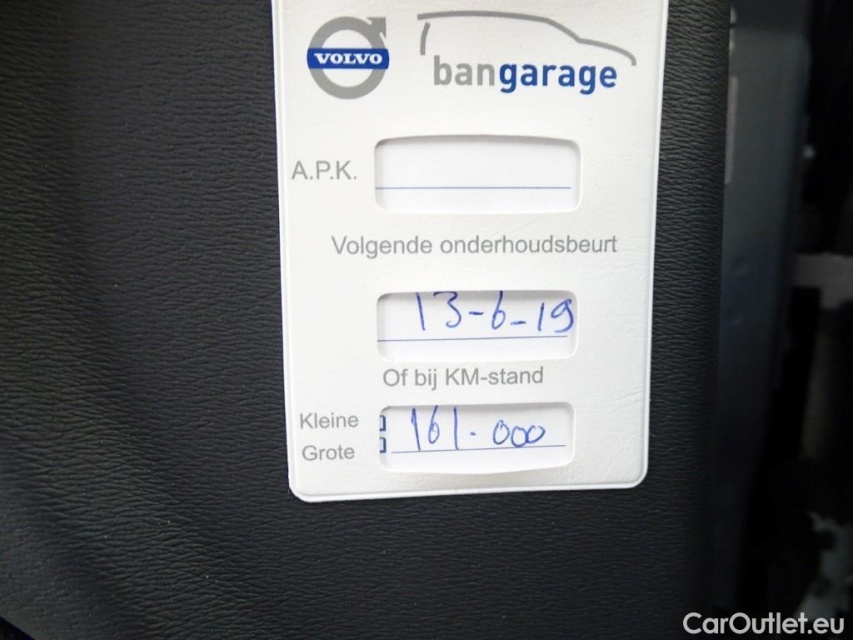 VOLVO
bangarage
A.P.K.
Volgende onderhoudsbeurt
13-6-19
Of bij KM-stand
Kleine
161.000
Grote
CarOutlet.eu